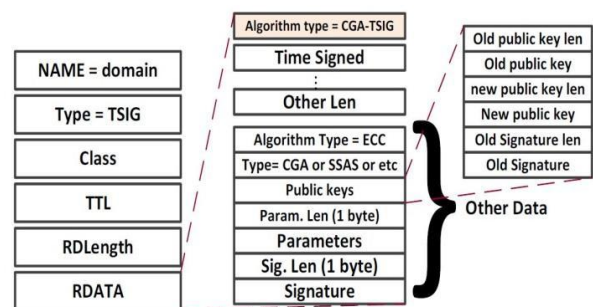 NAME = domain
Type = TSIG
Class
TTL
RDLength
RDATA
Algorithm type = CGA-TSIG
Time Signed
Other Len
Algorithm Type = ECC
Type= CGA or SSAS or etc
Public keys
Param. Len (1 byte)
Parameters
Sig. Len (1 byte)
Signature
Other Data
Old public key len
Old public key
new public key len
New public key
Old Signature len
Old Signature